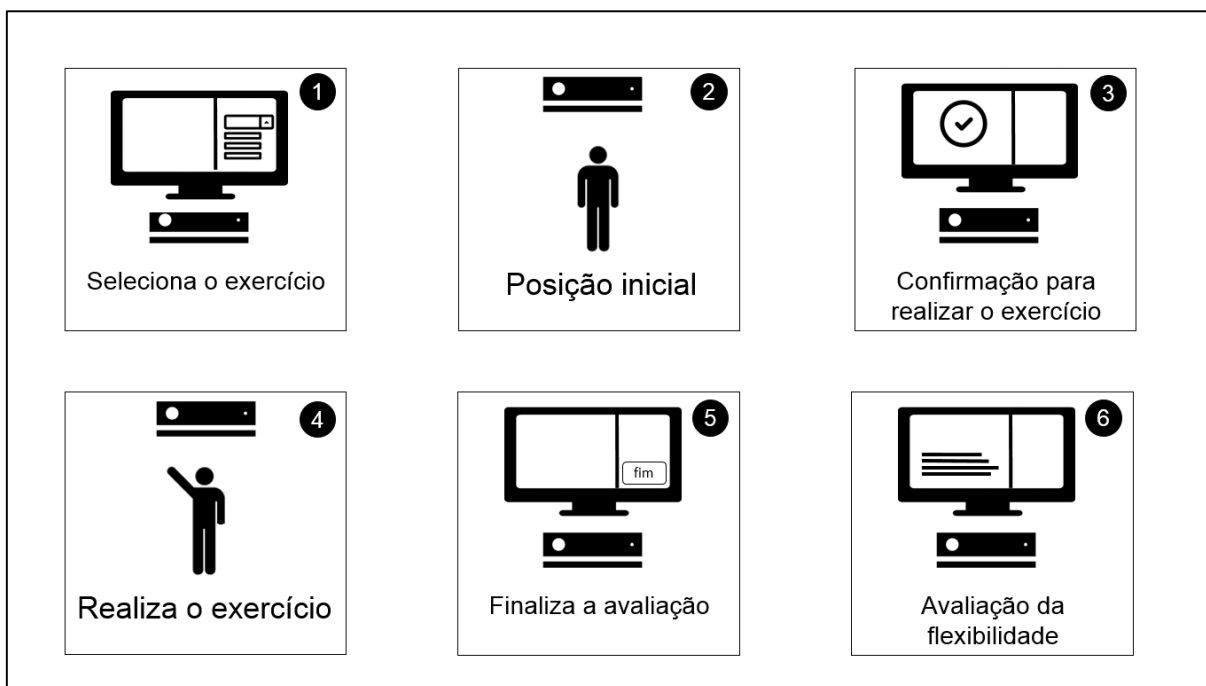 1
Seleciona o exercício
2
Posição inicial
3
Confirmação para
realizar o exercício
4
Realiza o exercício
5
fim
Finaliza a avaliação
6
Avaliação da
flexibilidade